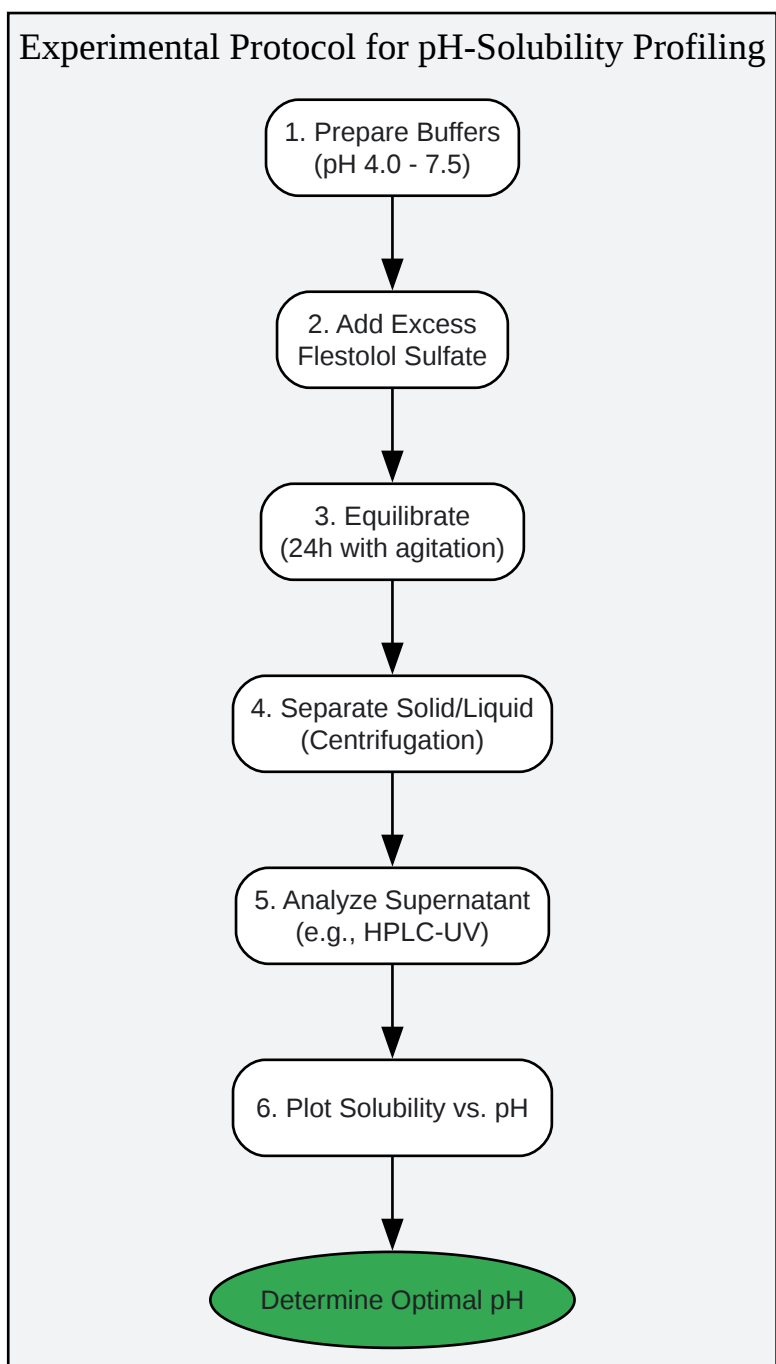 Experimental Protocol for pH-Solubility Profiling
1. Prepare Buffers
(pH 4.0 - 7.5)
2. Add Excess
Flestolol Sulfate
3. Equilibrate
(24h with agitation)
4. Separate Solid/Liquid
(Centrifugation)
5. Analyze Supernatant
(e.g., HPLC-UV)
6. Plot Solubility vs. pH
Determine Optimal pH